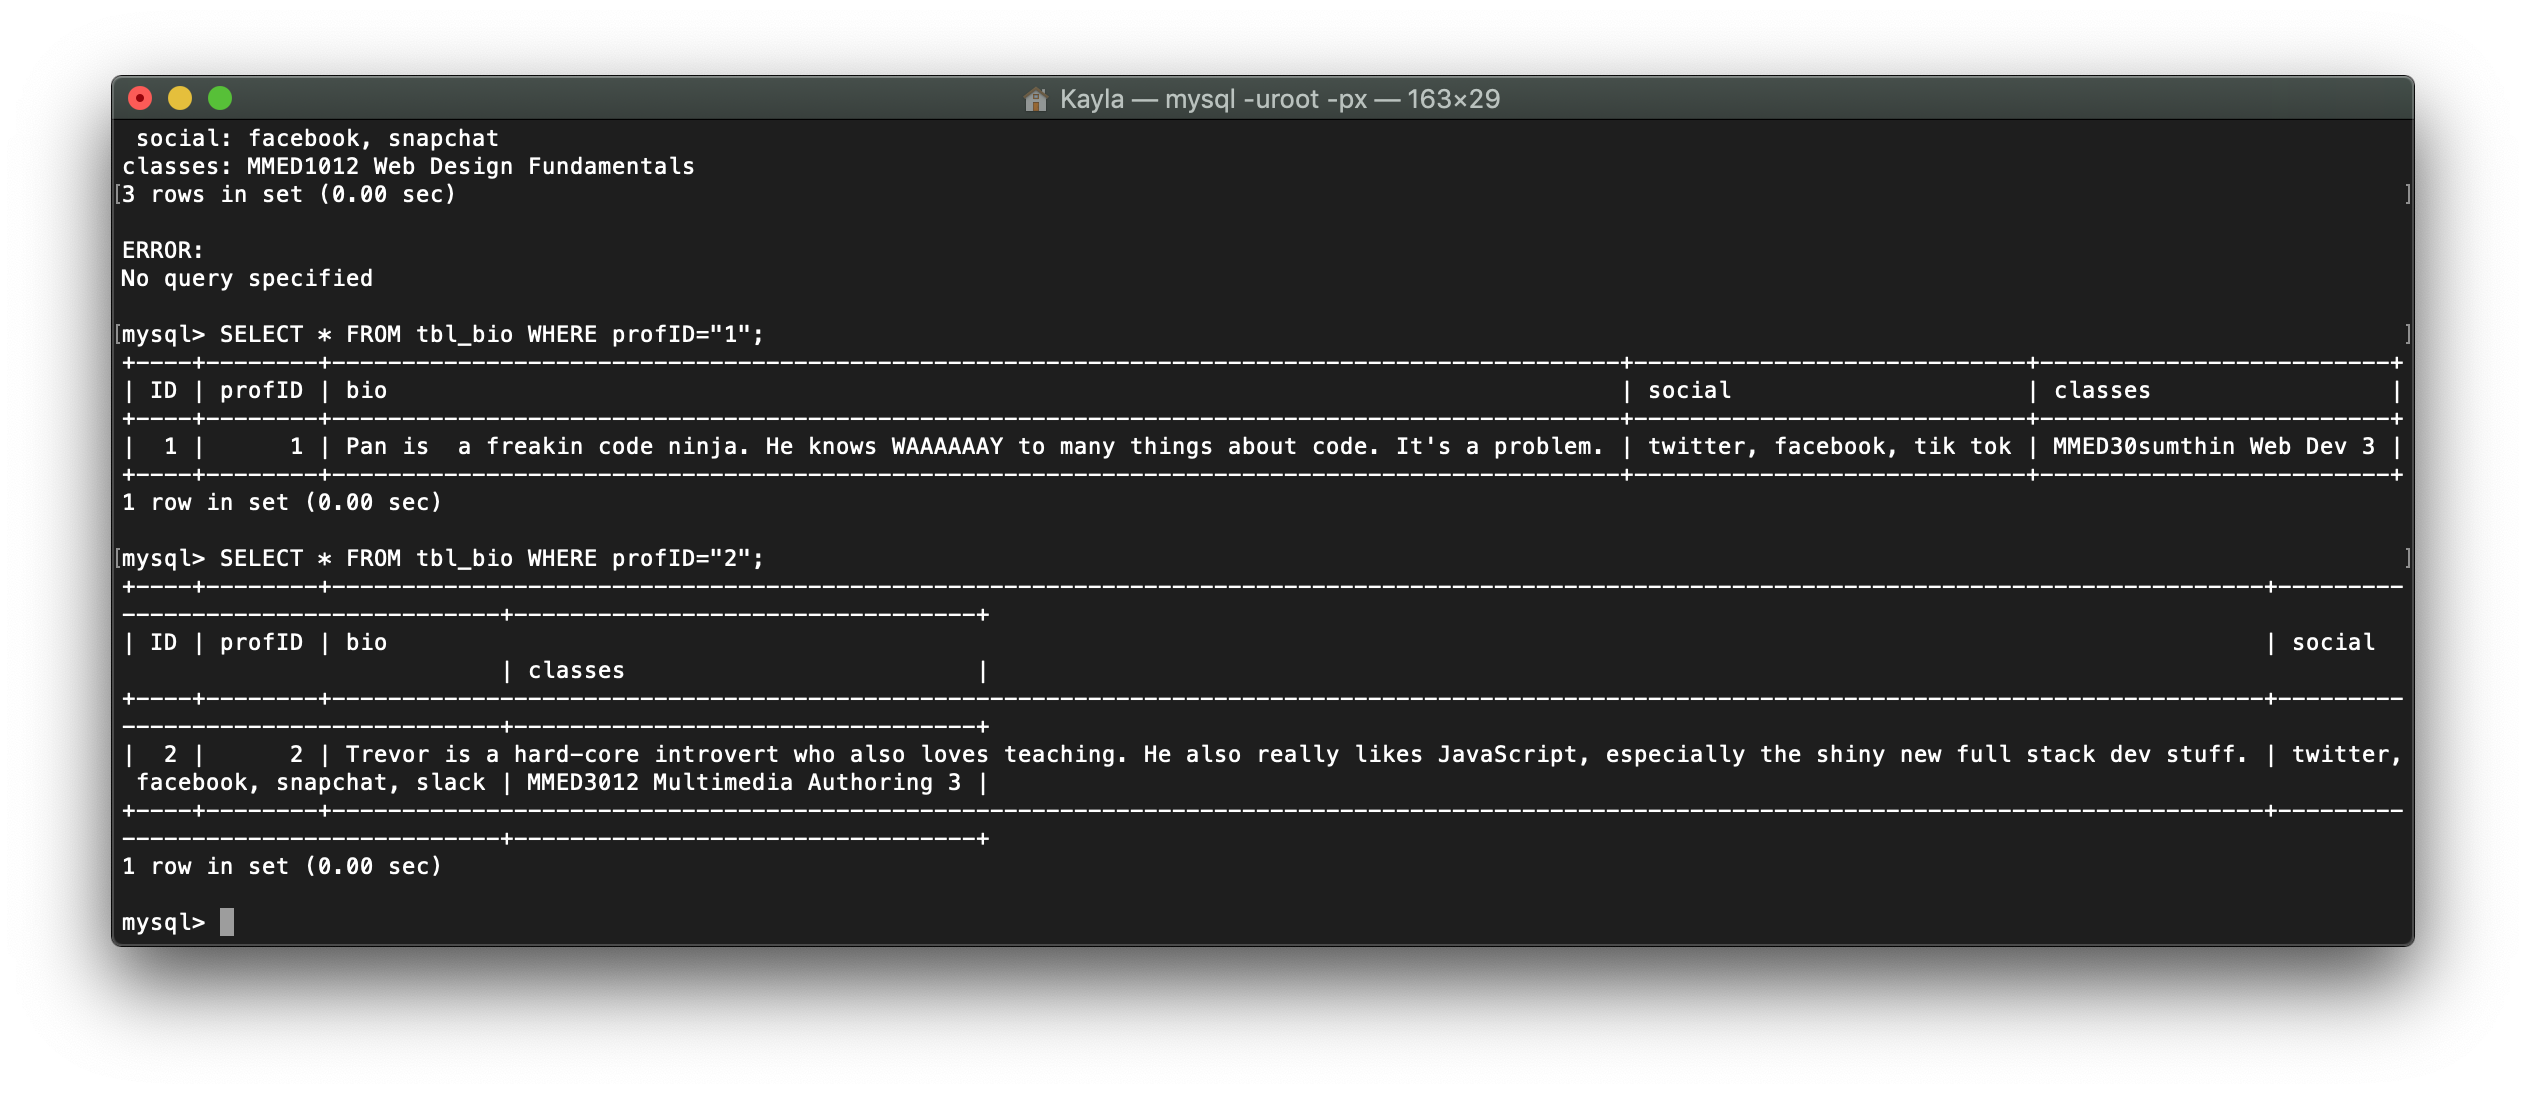 Kayla — mysql -uroot -px — 163×29
 social: facebook, snapchat
classes: MMED1012 Web Design Fundamentals
[3 rows in set (0.00 sec) ]
ERROR:
No query specified
[mysql> SELECT * FROM tbl_bio WHERE profID="1"; ]
+----+--------+--------------------------------------------------------------------------------------------+----------------------------+-------------------------+
| ID | profID | bio                                                                                        | social                     | classes                 |
+----+--------+--------------------------------------------------------------------------------------------+----------------------------+-------------------------+
|  1 |      1 | Pan is  a freakin code ninja. He knows WAAAAAAY to many things about code. It's a problem. | twitter, facebook, tik tok | MMED30sumthin Web Dev 3 |
+----+--------+--------------------------------------------------------------------------------------------+----------------------------+-------------------------+
1 row in set (0.00 sec)
[mysql> SELECT * FROM tbl_bio WHERE profID="2"; ]
+----+--------+------------------------------------------------------------------------------------------------------------------------------------------+---------
---------------------------+---------------------------------+
| ID | profID | bio                                                                                                                                      | social
                           | classes                         |
+----+--------+------------------------------------------------------------------------------------------------------------------------------------------+---------
---------------------------+---------------------------------+
|  2 |      2 | Trevor is a hard-core introvert who also loves teaching. He also really likes JavaScript, especially the shiny new full stack dev stuff. | twitter,
 facebook, snapchat, slack | MMED3012 Multimedia Authoring 3 |
+----+--------+------------------------------------------------------------------------------------------------------------------------------------------+---------
---------------------------+---------------------------------+
1 row in set (0.00 sec)
mysql>